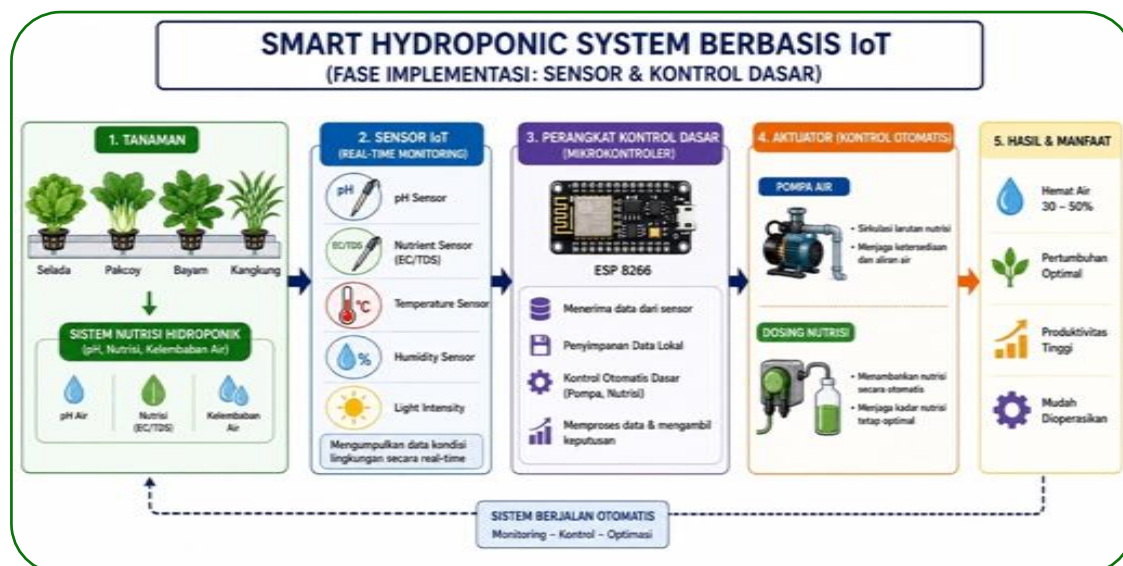 SMART HYDROPONIC SYSTEM BERBASIS IoT
(FASE IMPLEMENTASI: SENSOR & KONTROL DASAR)
1. TANAMAN
Selada
Pakcoy
Bayam
Kangkung
SISTEM NUTRISI HIDROPONIK
(pH, Nutrisi, Kelembaban Air)
pH Air
Nutrisi
(EC/TDS)
Kelembaban
Air
2. SENSOR IoT
(REAL-TIME MONITORING)
pH
pH Sensor
EC/TDS
Nutrient Sensor
(EC/TDS)
°C
Temperature Sensor
%
Humidity Sensor
Light Intensity
Mengumpulkan data kondisi
lingkungan secara real-time
3. PERANGKAT KONTROL DASAR
(MIKROKONTROLER)
ESP 8266
Menerima data dari sensor
Penyimpanan Data Lokal
Kontrol Otomatis Dasar
(Pompa, Nutrisi)
Memproses data & mengambil
keputusan
4. AKTUATOR (KONTROL OTOMATIS)
POMPA AIR
• Sirkulasi larutan nutrisi
• Menjaga ketersediaan
dan aliran air
DOSING NUTRISI
• Menambahkan nutrisi
secara otomatis
• Menjaga kadar nutrisi
tetap optimal
5. HASIL & MANFAAT
Hemat Air
30 – 50%
Pertumbuhan
Optimal
Produktivitas
Tinggi
Mudah
Dioperasikan
SISTEM BERJALAN OTOMATIS
Monitoring – Kontrol – Optimasi